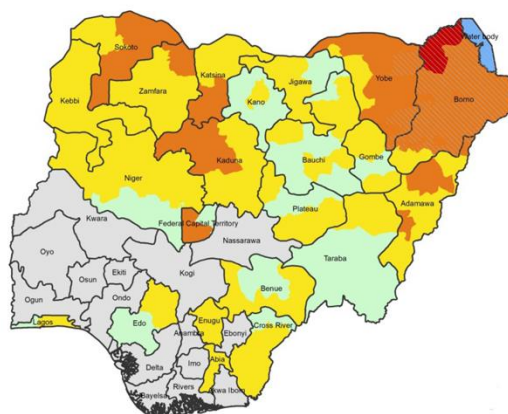 Sokoto
Water body
Katsina
Jigawa
Yobe
Borno
Kebbi
Zamfara
Kano
Kaduna
Bauchi
Gombe
Niger
Adamawa
Plateau
Kwara
Federal Capital Territory
Nassarawa
Taraba
Oyo
Kogi
Ekiti
Osun
Benue
Ogun
Ondo
Lagos
Edo
Enugu
Anambra
Ebonyi
Cross River
Abia
Imo
Delta
Rivers
Akwa Ibom
Bayelsa